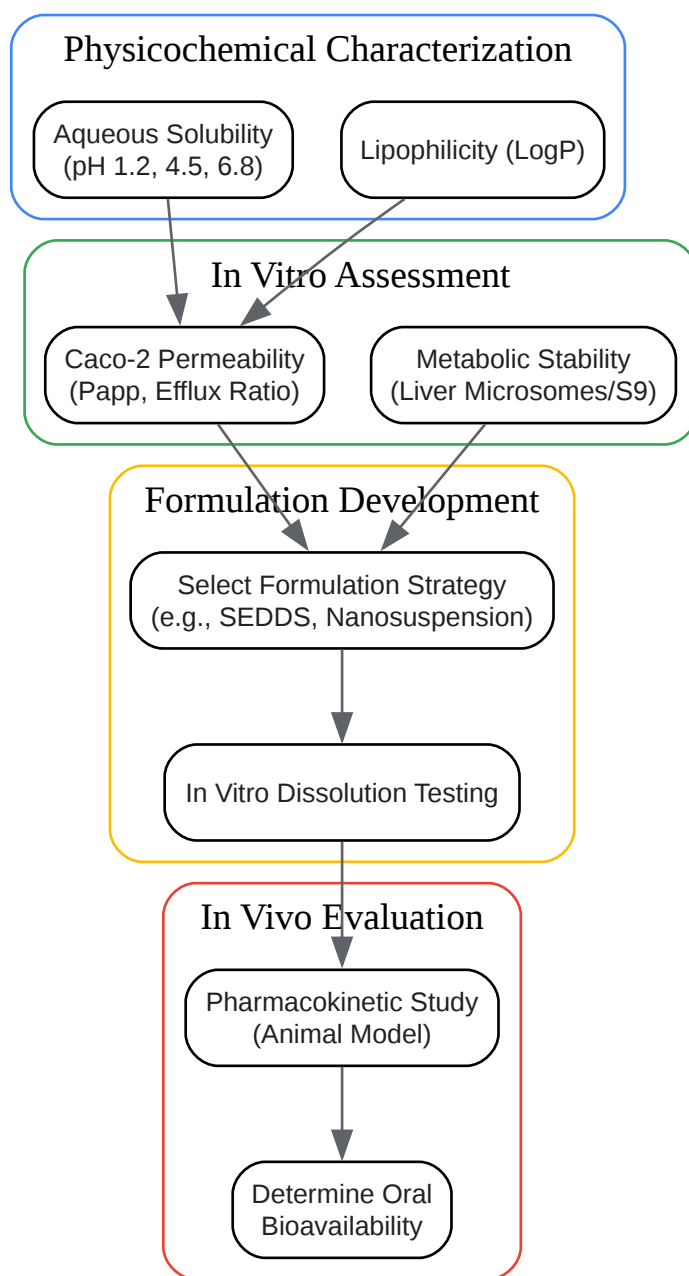 Physicochemical Characterization
Aqueous Solubility
(pH 1.2, 4.5, 6.8)
Lipophilicity (LogP)
In Vitro Assessment
Caco-2 Permeability
(Papp, Efflux Ratio)
Metabolic Stability
(Liver Microsomes/S9)
Formulation Development
Select Formulation Strategy
(e.g., SEDDS, Nanosuspension)
In Vitro Dissolution Testing
In Vivo Evaluation
Pharmacokinetic Study
(Animal Model)
Determine Oral
Bioavailability